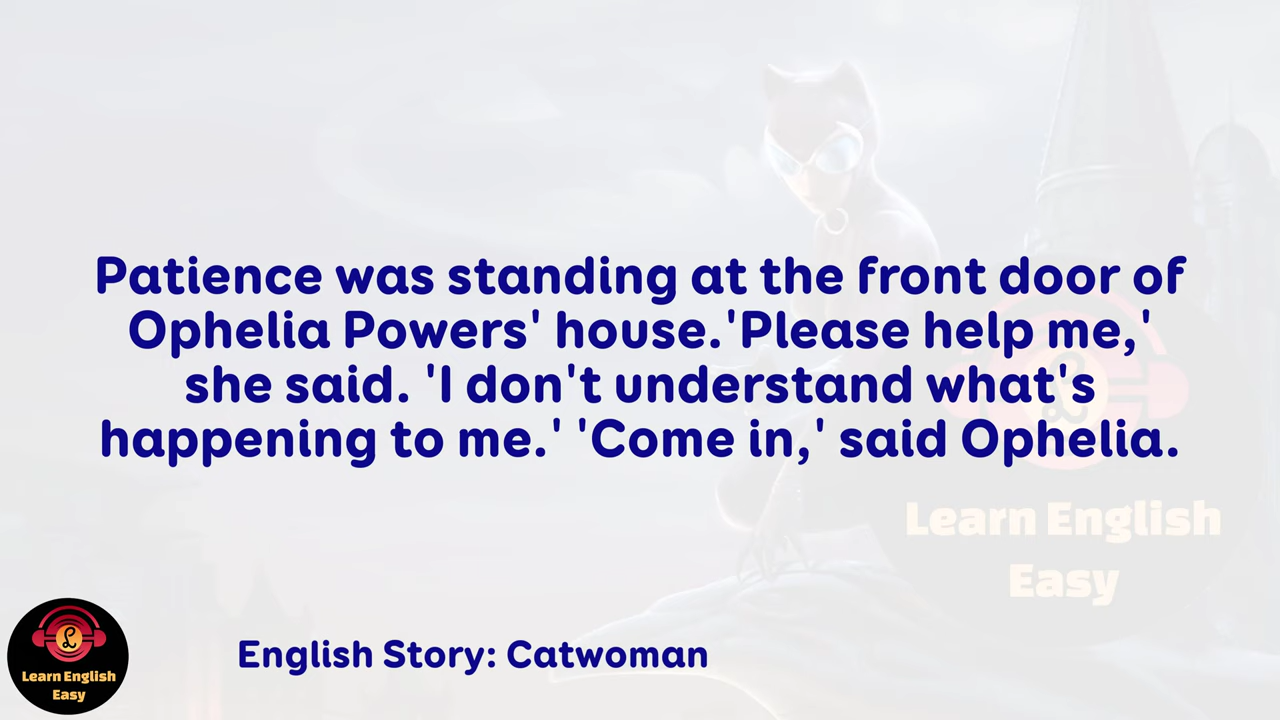 Patience was standing at the front door of
Ophelia Powers' house.'Please help me,'
she said. 'I don't understand what's
happening to me.' 'Come in,' said Ophelia.
Learn English
Easy
English Story: Catwoman
L
Learn English
Easy